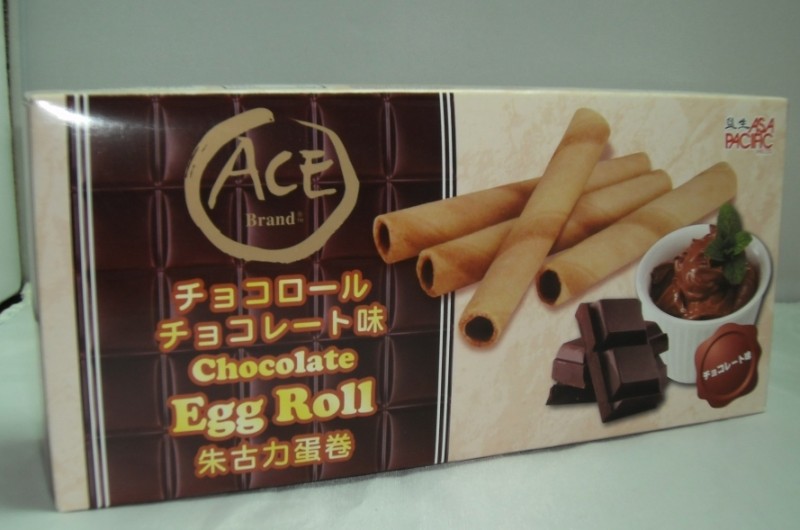 ACE
Brand
チョコロール
チョコレート味
Chocolate
Egg Roll
朱古力蛋卷
ASA
PACIFIC
チョコレート味